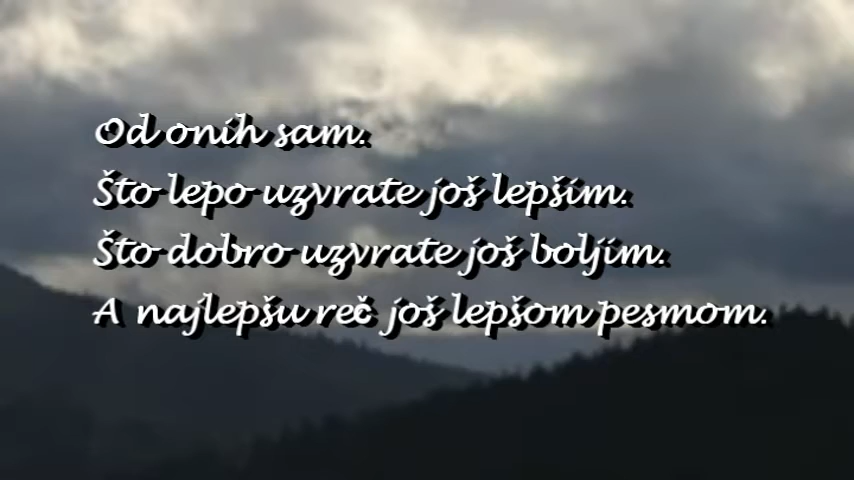 Od onih sam.
Što lepo uzvrate još lepšim.
Što dobro uzvrate još boljim.
A najlepšu reč još lepšom pesmom.